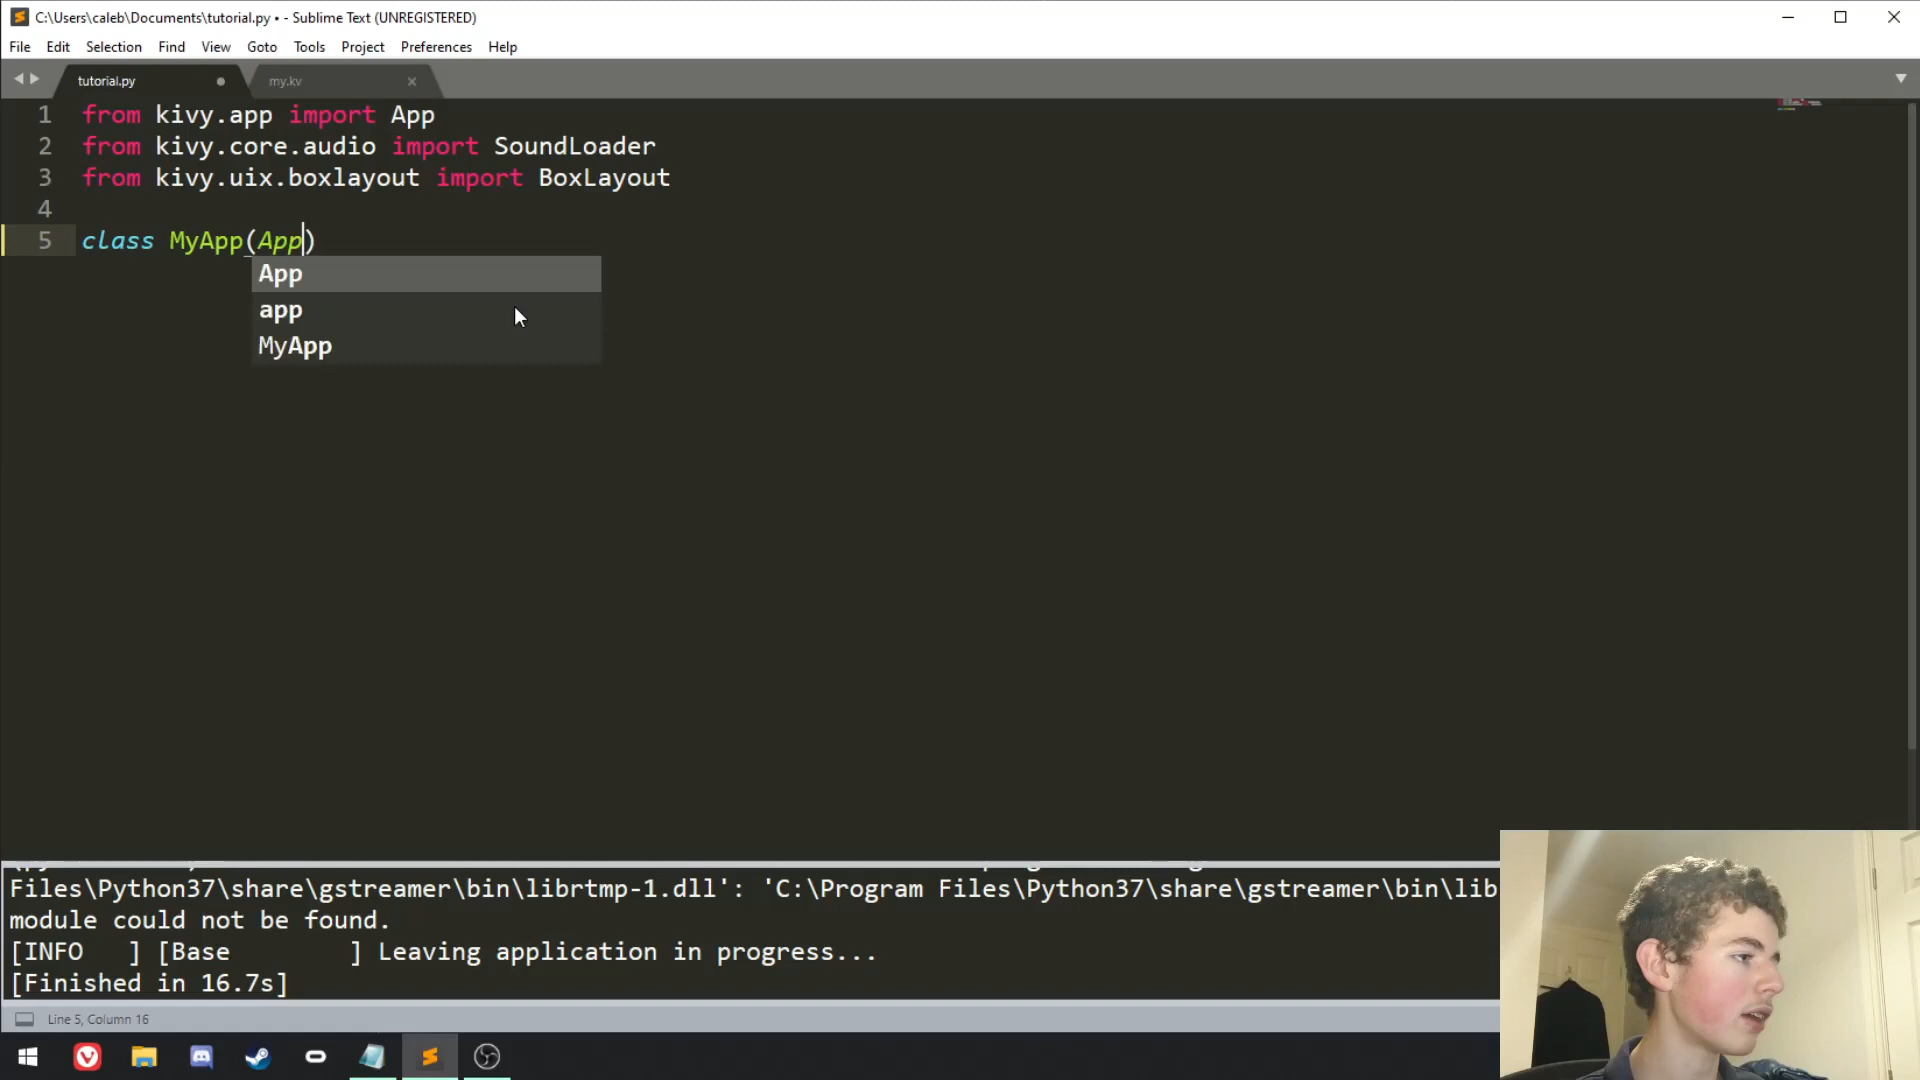 C:\Users\caleb\Documents\tutorial.py • - Sublime Text (UNREGISTERED)
File Edit Selection Find View Goto Tools Project Preferences Help
tutorial.py my.kv
1 from kivy.app import App
2 from kivy.core.audio import SoundLoader
3 from kivy.uix.boxlayout import BoxLayout
4
5 class MyApp(App)
App
app
MyApp
Files\Python37\share\gstreamer\bin\librtmp-1.dll': 'C:\Program Files\Python37\share\gstreamer\bin\lib
module could not be found.
[INFO   ] [Base        ] Leaving application in progress...
[Finished in 16.7s]
Line 5, Column 16